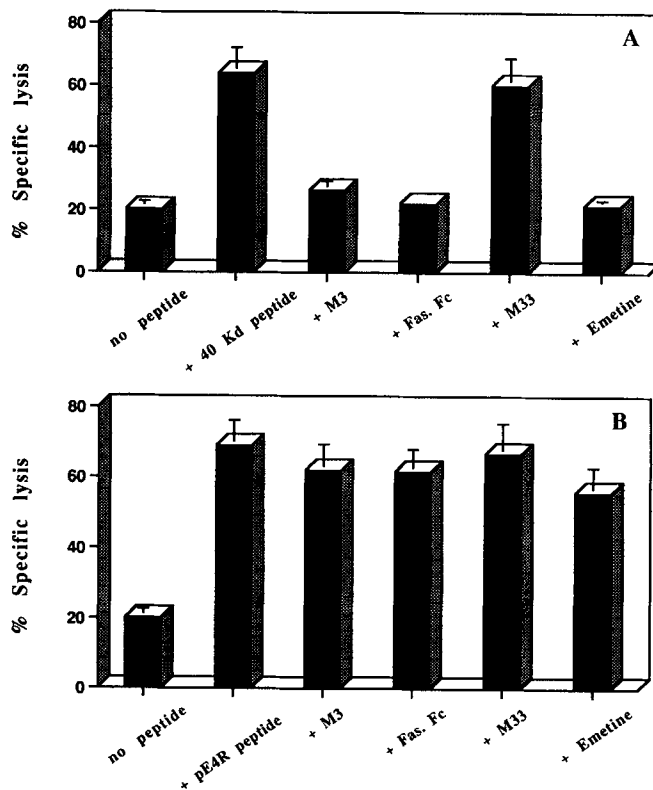 A
80
60
40
20
0
% Specific lysis
no peptide
+ 40 Kd peptide
+ M3
+ Fas. Fc
+ M33
+ Emetine
B
80
60
40
20
0
% Specific lysis
no peptide
+ pE4R peptide
+ M3
+ Fas. Fc
+ M33
+ Emetine